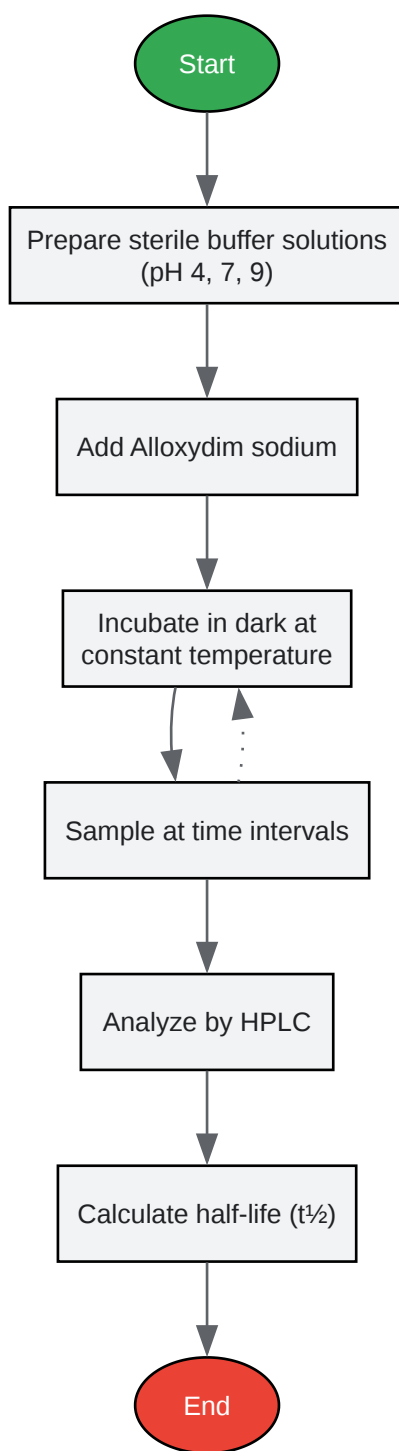 Start
Prepare sterile buffer solutions
(pH 4, 7, 9)
Add Alloxydim sodium
Incubate in dark at
constant temperature
Sample at time intervals
Analyze by HPLC
Calculate half-life (t½)
End